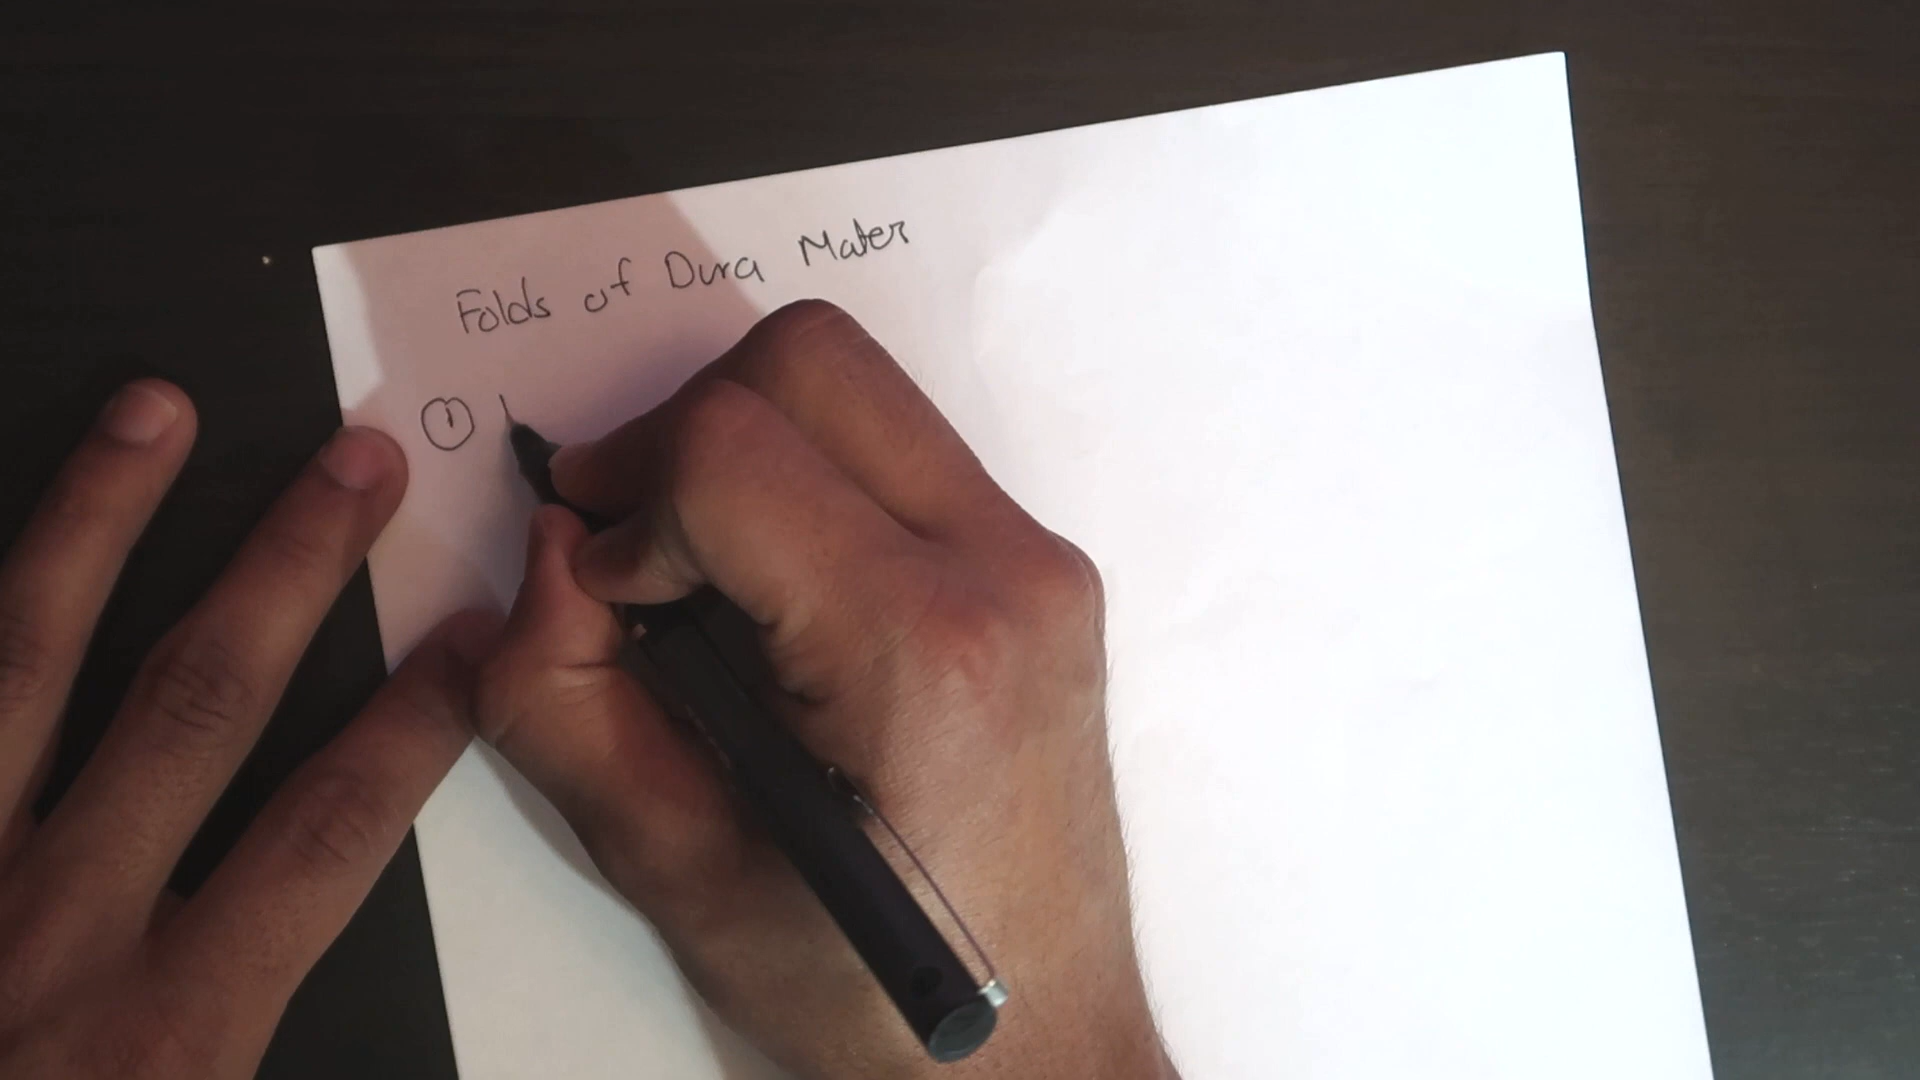 Folds of Dura Mater
①